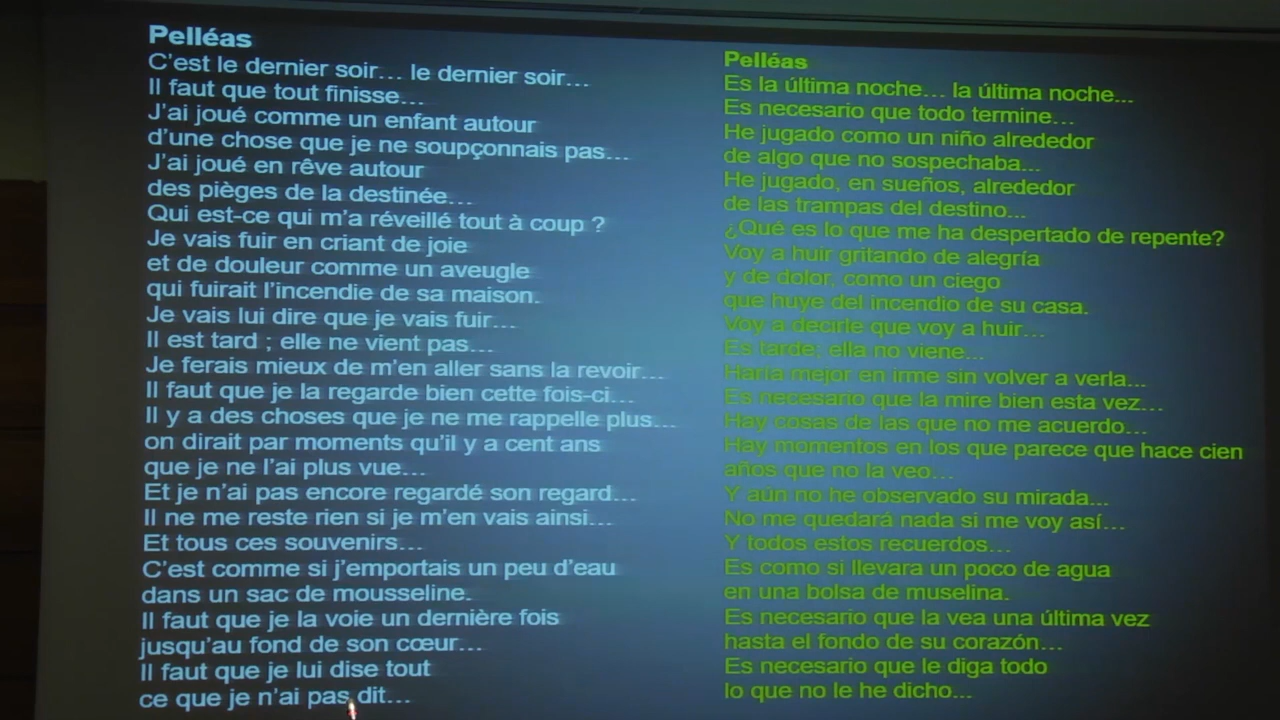 Pelléas
C'est le dernier soir… le dernier soir…
Il faut que tout finisse…
J'ai joué comme un enfant autour
d'une chose que je ne soupçonnais pas…
J'ai joué en rêve autour
des pièges de la destinée…
Qui est-ce qui m'a réveillé tout à coup ?
Je vais fuir en criant de joie
et de douleur comme un aveugle
qui fuirait l'incendie de sa maison.
Je vais lui dire que je vais fuir…
Il est tard ; elle ne vient pas…
Je ferais mieux de m'en aller sans la revoir…
Il faut que je la regarde bien cette fois-ci…
Il y a des choses que je ne me rappelle plus…
on dirait par moments qu'il y a cent ans
que je ne l'ai plus vue…
Et je n'ai pas encore regardé son regard…
Il ne me reste rien si je m'en vais ainsi…
Et tous ces souvenirs…
C'est comme si j'emportais un peu d'eau
dans un sac de mousseline.
Il faut que je la voie un dernière fois
jusqu'au fond de son cœur…
Il faut que je lui dise tout
ce que je n'ai pas dit…
Pelléas
Es la última noche… la última noche...
Es necesario que todo termine…
He jugado como un niño alrededor
de algo que no sospechaba...
He jugado, en sueños, alrededor
de las trampas del destino...
¿Qué es lo que me ha despertado de repente?
Voy a huir gritando de alegría
y de dolor, como un ciego
que huye del incendio de su casa.
Voy a decirle que voy a huir…
Es tarde; ella no viene...
Haría mejor en irme sin volver a verla...
Es necesario que la mire bien esta vez…
Hay cosas de las que no me acuerdo…
Hay momentos en los que parece que hace cien
años que no la veo…
Y aún no he observado su mirada...
No me quedará nada si me voy así…
Y todos estos recuerdos…
Es como si llevara un poco de agua
en una bolsa de muselina.
Es necesario que la vea una última vez
hasta el fondo de su corazón…
Es necesario que le diga todo
lo que no le he dicho...